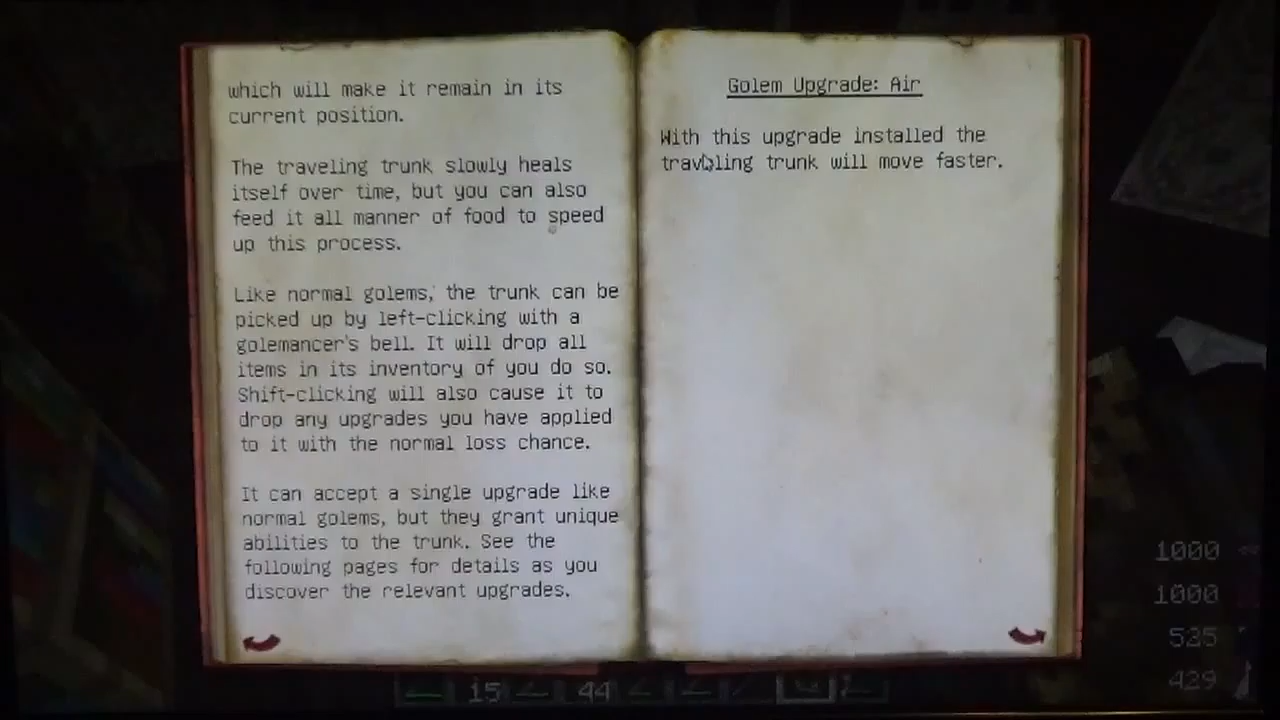 which will make it remain in its
current position.
The traveling trunk slowly heals
itself over time, but you can also
feed it all manner of food to speed
up this process.
Like normal golems, the trunk can be
picked up by left-clicking with a
golemancer's bell. It will drop all
items in its inventory of you do so.
Shift-clicking will also cause it to
drop any upgrades you have applied
to it with the normal loss chance.
It can accept a single upgrade like
normal golems, but they grant unique
abilities to the trunk. See the
following pages for details as you
discover the relevant upgrades.
Golem Upgrade: Air
With this upgrade installed the
traveling trunk will move faster.
1000
1000
525
429
15
44